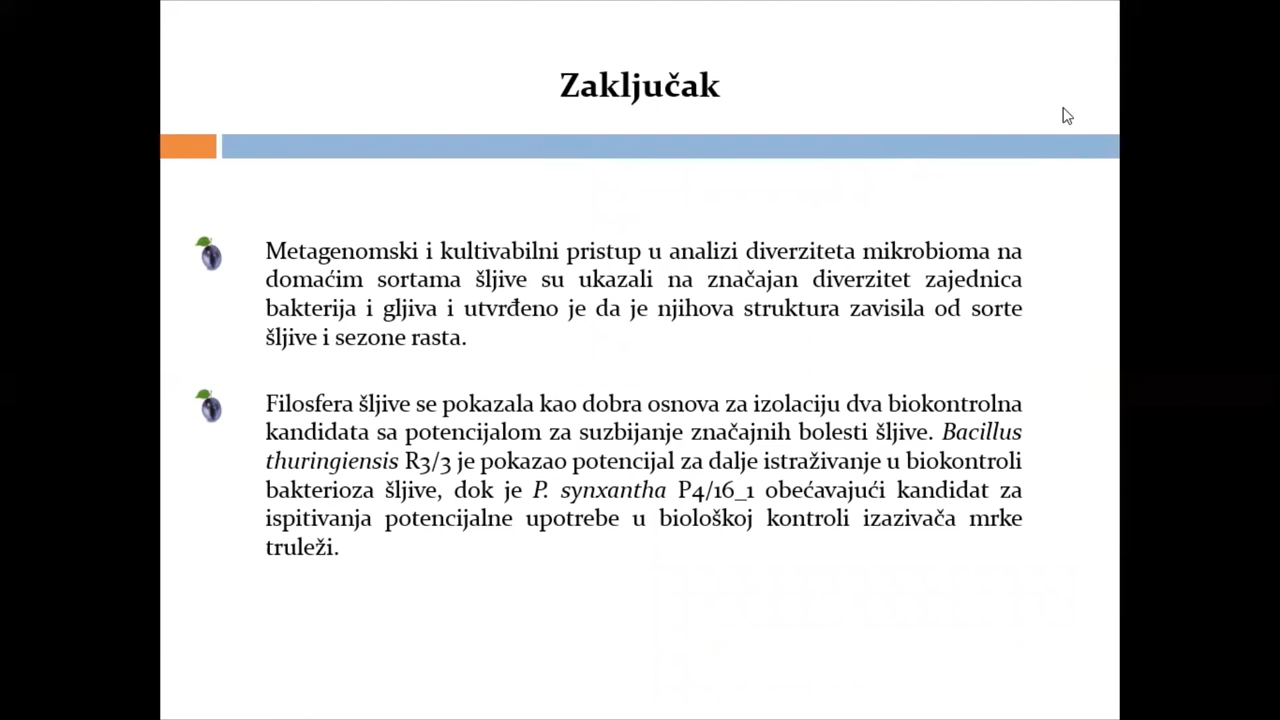 Zaključak
Metagenomski i kultivabilni pristup u analizi diverziteta mikrobioma na
domaćim sortama šljive su ukazali na značajan diverzitet zajednica
bakterija i gljiva i utvrđeno je da je njihova struktura zavisila od sorte
šljive i sezone rasta.
Filosfera šljive se pokazala kao dobra osnova za izolaciju dva biokontrolna
kandidata sa potencijalom za suzbijanje značajnih bolesti šljive. Bacillus
thuringiensis R3/3 je pokazao potencijal za dalje istraživanje u biokontroli
bakterioza šljive, dok je P. synxantha P4/16_1 obećavajući kandidat za
ispitivanja potencijalne upotrebe u biološkoj kontroli izazivača mrke
truleži.